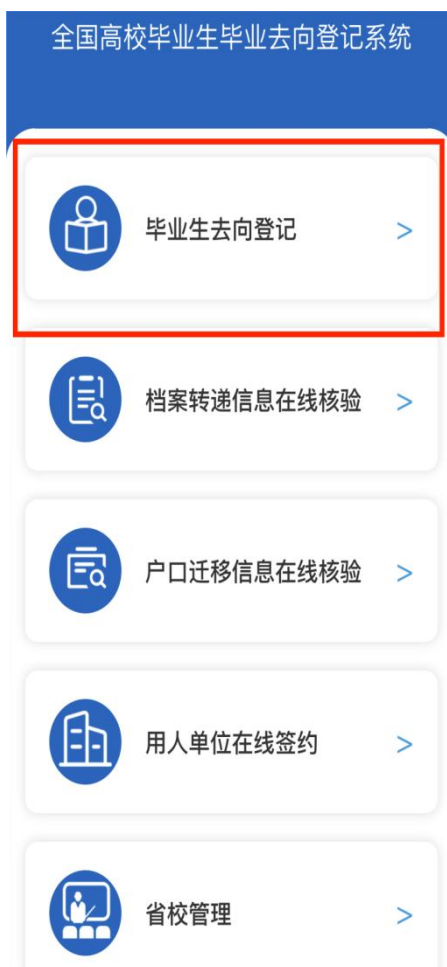 全国高校毕业生毕业去向登记系统
毕业生去向登记 >
档案转递信息在线核验 >
户口迁移信息在线核验 >
用人单位在线签约 >
省校管理 >